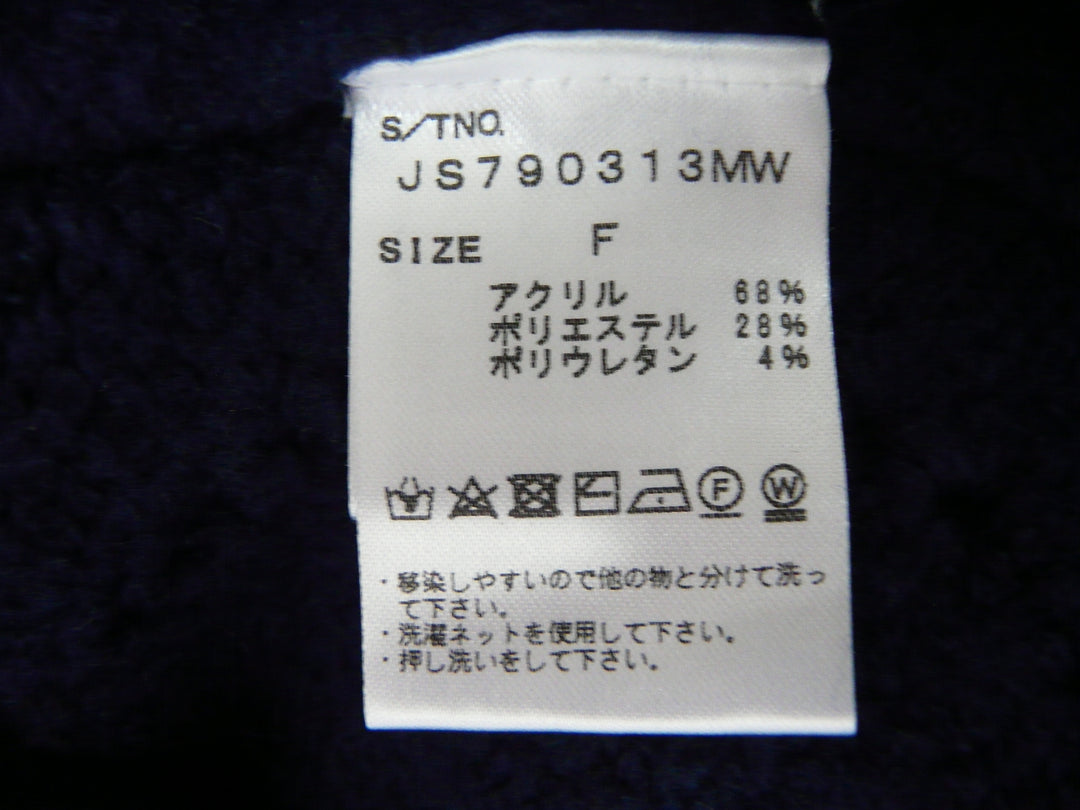 S/TNO.
JS790313MW
SIZE F
アクリル 68%
ポリエステル 28%
ポリウレタン 4%
F W
・移染しやすいので他の物と分けて洗っ
て下さい。
・洗濯ネットを使用して下さい。
・押し洗いをして下さい。